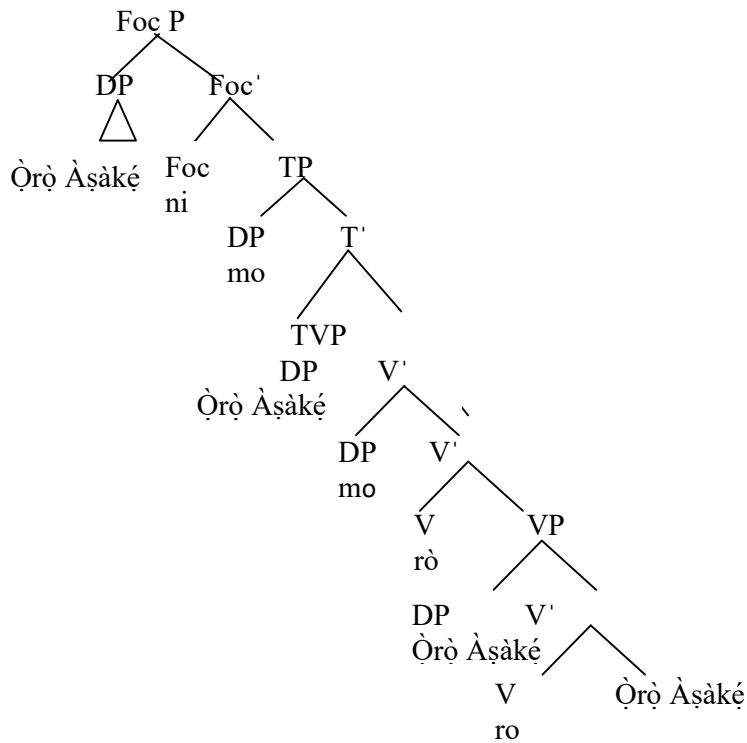 Foc P
DP Foc'
Ọ̀rọ̀ Àṣàkẹ́ Foc TP
ni
DP T'
mo
TVP
DP V'
Ọ̀rọ̀ Àṣàkẹ́
DP V'
mo
V VP
rò
DP V'
Ọ̀rọ̀ Àṣàkẹ́
V Ọ̀rọ̀ Àṣàkẹ́
ro